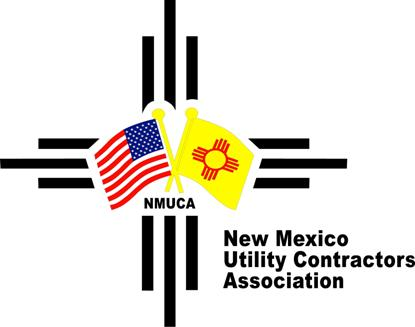 NMUCA
New Mexico
Utility Contractors
Association